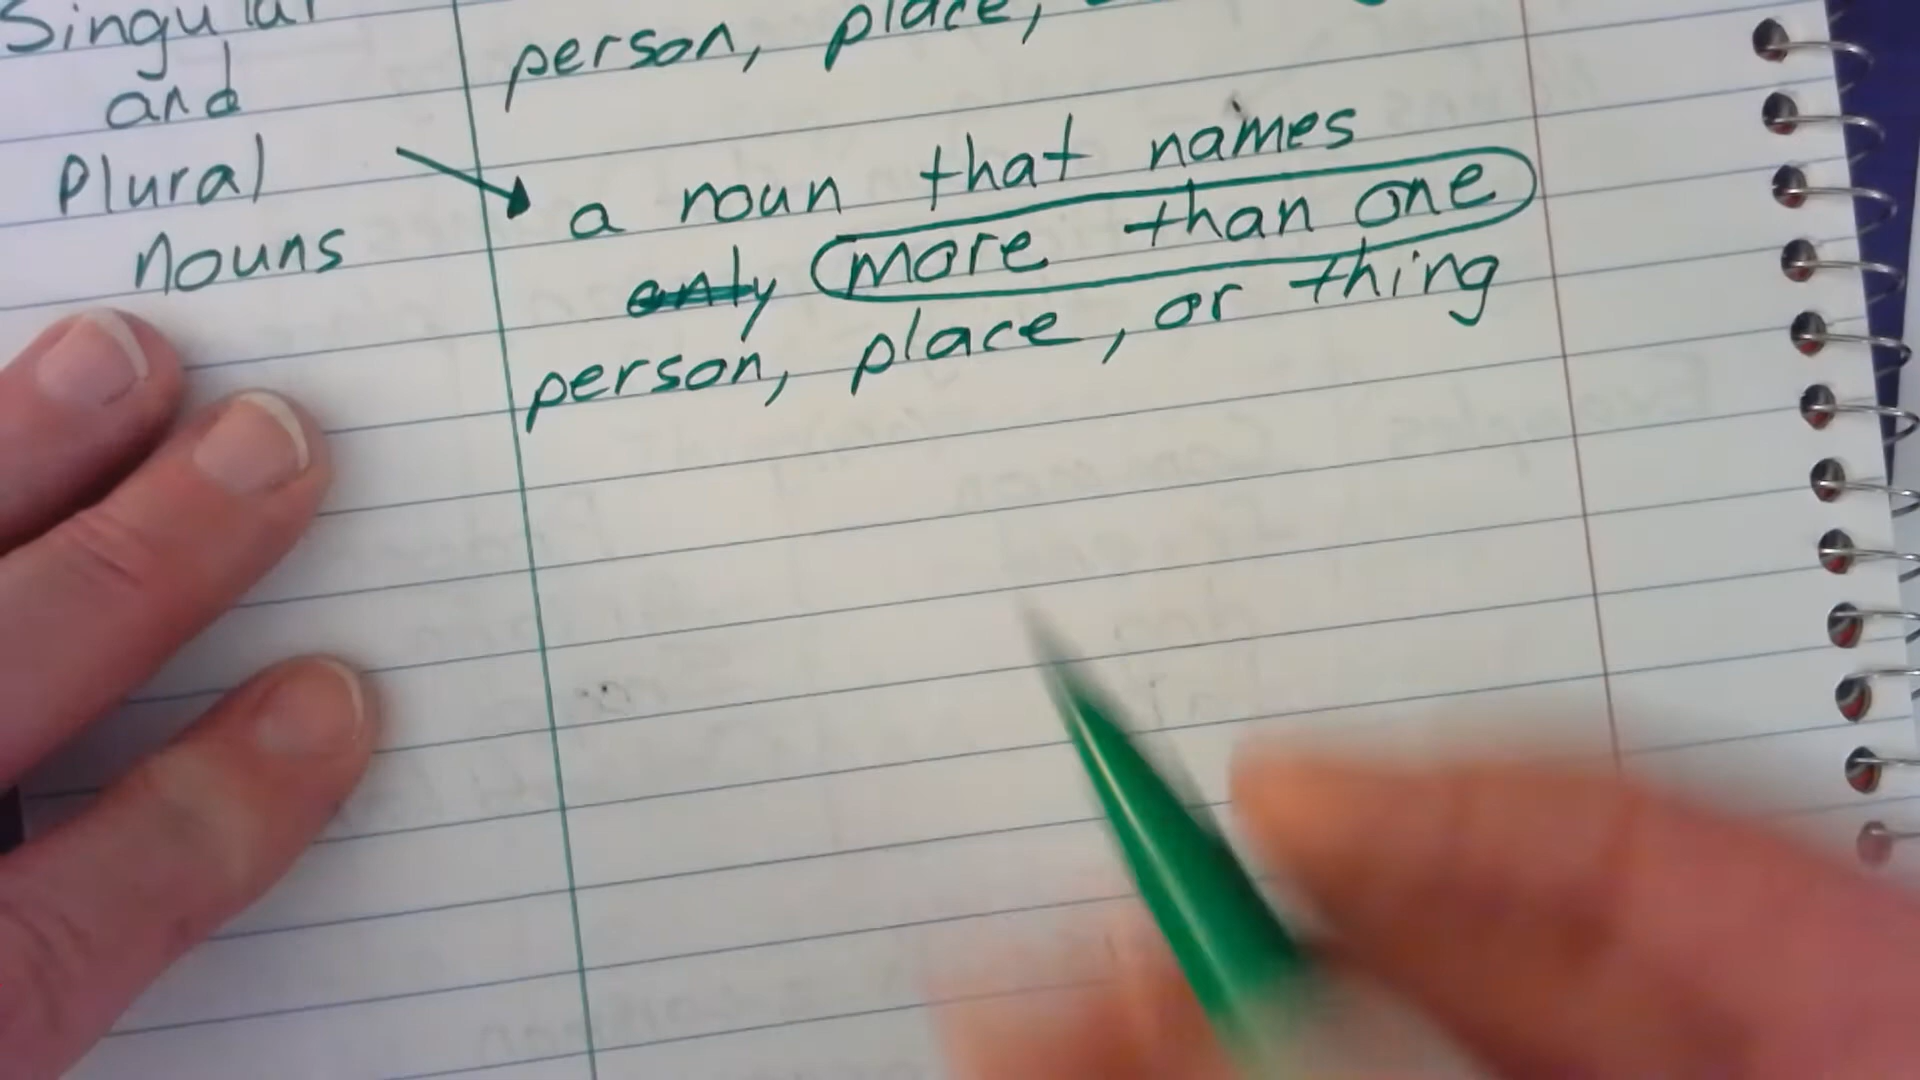 Singular
and
Plural
nouns
person, place,
a noun that names
only more than one
person, place, or thing